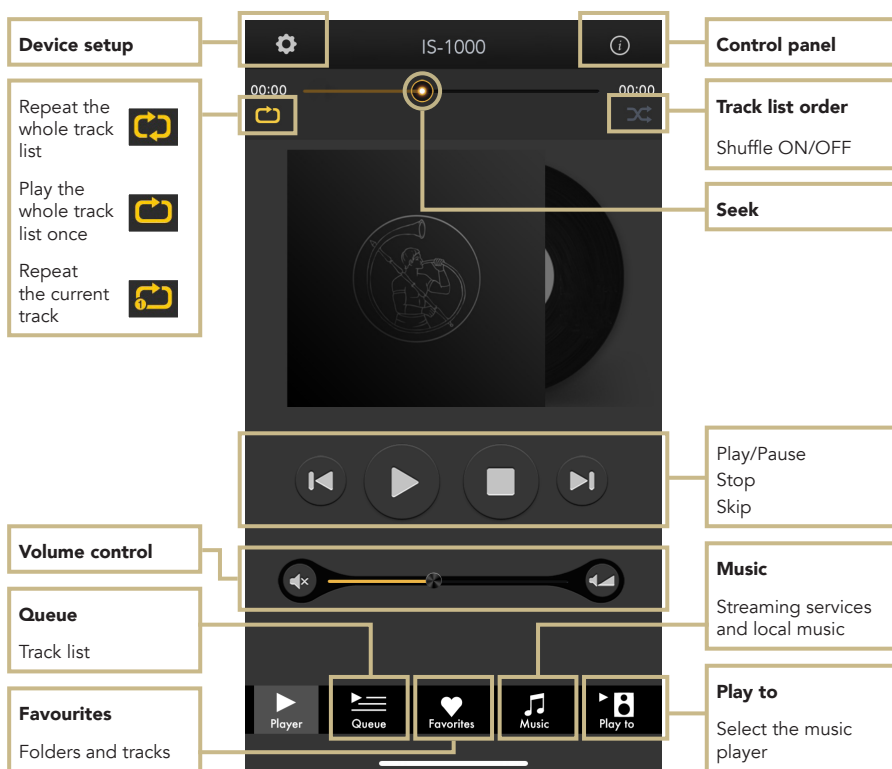 Device setup
IS-1000
Control panel
00:00
00:00
Repeat the
whole track
list
Play the
whole track
list once
Repeat
the current
track
1
Track list order
Shuffle ON/OFF
Seek
Play/Pause
Stop
Skip
Volume control
Music
Streaming services
and local music
Queue
Track list
Play to
Select the music
player
Favourites
Folders and tracks
Player
Queue
Favorites
Music
Play to